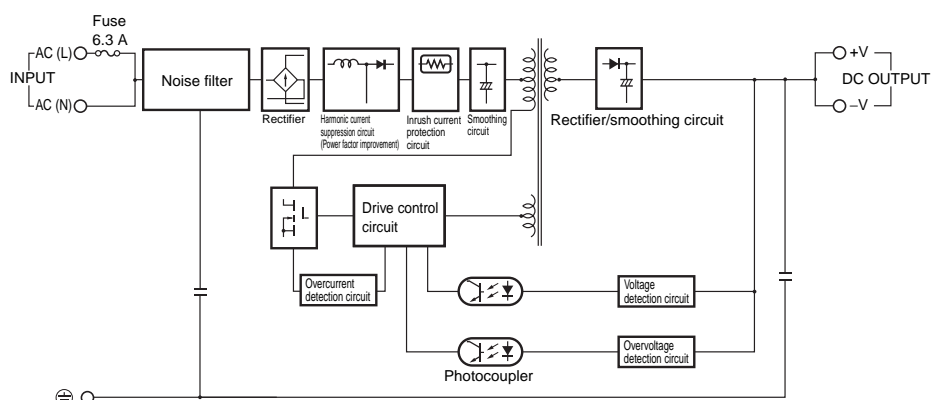 Fuse
6.3 A
AC (L)
INPUT
AC (N)
Noise filter
Rectifier
Harmonic current
suppression circuit
(Power factor improvement)
Inrush current
protection
circuit
Smoothing
circuit
Rectifier/smoothing circuit
+V
DC OUTPUT
−V
Drive control
circuit
Overcurrent
detection circuit
Voltage
detection circuit
Overvoltage
detection circuit
Photocoupler